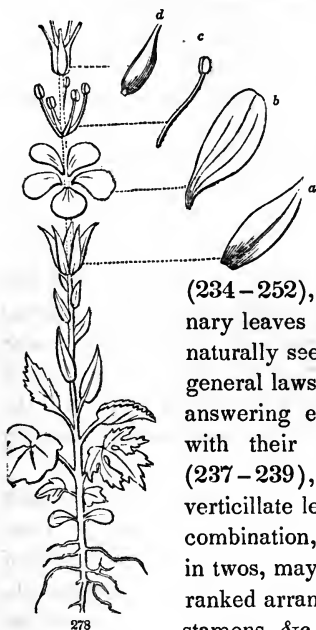 d
c
b
a
(234–252),
nary leaves
naturally see
general laws
answering e
with their
(237–239),
verticillate le
combination,
in twos, may
ranked arran
stamens, &c
278